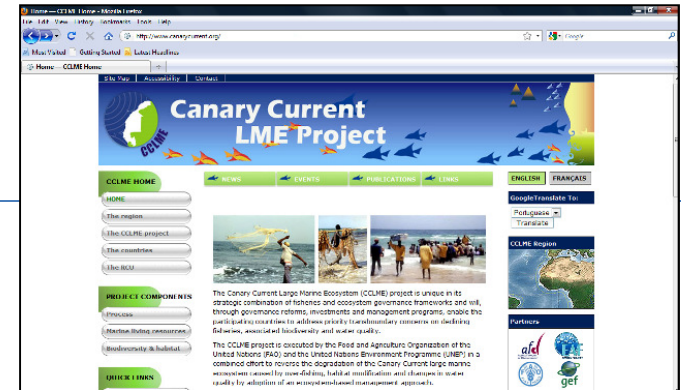 Home — CCLME Home - Mozilla Firefox
File Edit View History Bookmarks Tools Help
http://www.canarycurrent.org/
Google
Most Visited Getting Started Latest Headlines
Home — CCLME Home
Site Map Accessibility Contact
Canary Current
LME Project
CCLME
CCLME HOME
NEWS EVENTS PUBLICATIONS LINKS
ENGLISH FRANÇAIS
HOME
The region
The CCLME project
The countries
The RCU
GoogleTranslate To:
Portuguese
Translate
CCLME Region
The Canary Current Large Marine Ecosystem (CCLME) project is unique in its
strategic combination of fisheries and ecosystem governance frameworks and will,
through governance reforms, investments and management programs, enable the
participating countries to address priority transboundary concerns on declining
fisheries, associated biodiversity and water quality.
The CCLME project is executed by the Food and Agriculture Organization of the
United Nations (FAO) and the United Nations Environment Programme (UNEP) in a
combined effort to reverse the degradation of the Canary Current large marine
ecosystem caused by over-fishing, habitat modification and changes in water
quality by adoption of an ecosystem-based management approach.
PROJECT COMPONENTS
Process
Marine living resources
Biodiversity & habitat
QUICK LINKS
Partners
afd
gef